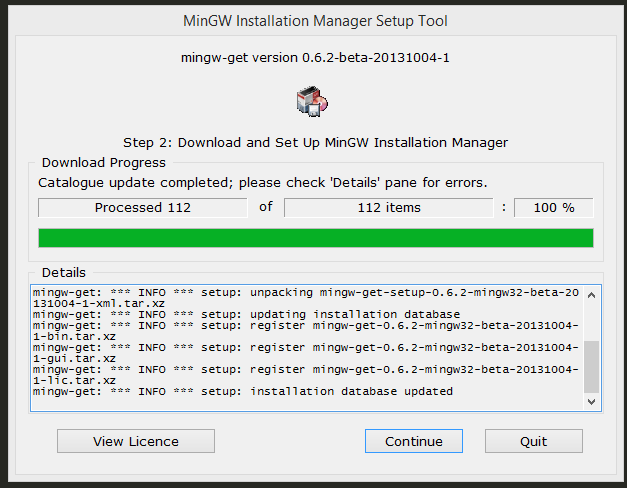 MinGW Installation Manager Setup Tool
mingw-get version 0.6.2-beta-20131004-1
Step 2: Download and Set Up MinGW Installation Manager
Download Progress
Catalogue update completed; please check 'Details' pane for errors.
Processed 112 of 112 items : 100 %
Details
mingw-get: *** INFO *** setup: unpacking mingw-get-setup-0.6.2-mingw32-beta-20
131004-1-xml.tar.xz
mingw-get: *** INFO *** setup: updating installation database
mingw-get: *** INFO *** setup: register mingw-get-0.6.2-mingw32-beta-20131004-
1-bin.tar.xz
mingw-get: *** INFO *** setup: register mingw-get-0.6.2-mingw32-beta-20131004-
1-gui.tar.xz
mingw-get: *** INFO *** setup: register mingw-get-0.6.2-mingw32-beta-20131004-
1-lic.tar.xz
mingw-get: *** INFO *** setup: installation database updated
View Licence Continue Quit